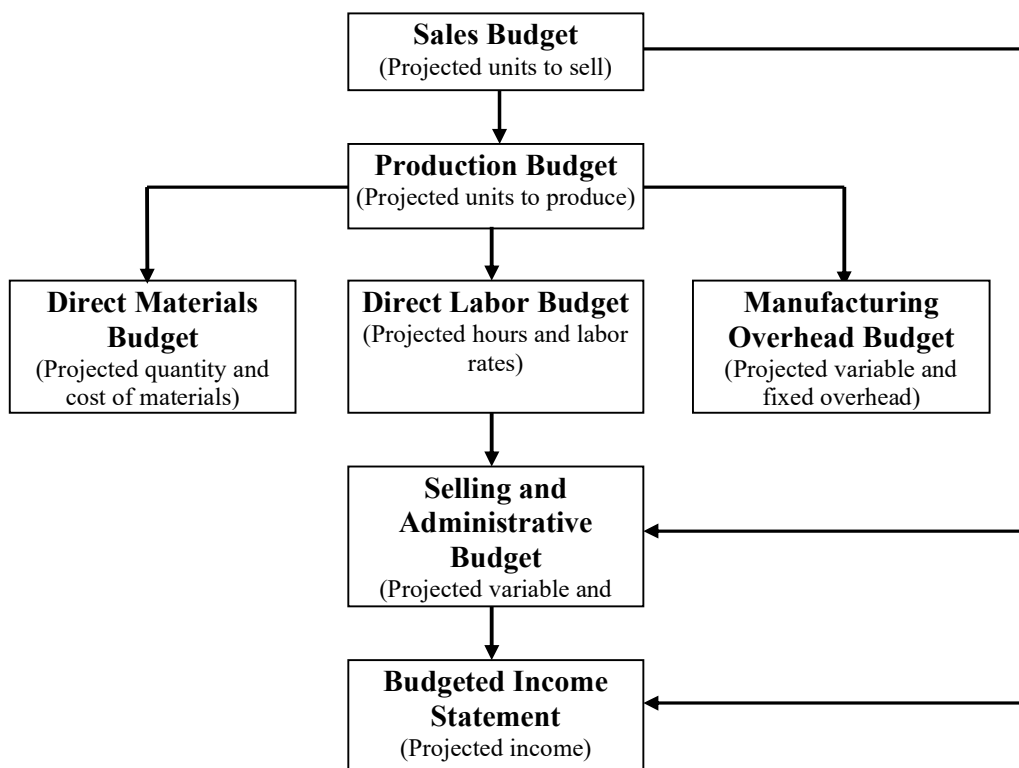 Sales Budget
(Projected units to sell)
Production Budget
(Projected units to produce)
Direct Materials
Budget
(Projected quantity and
cost of materials)
Direct Labor Budget
(Projected hours and labor
rates)
Manufacturing
Overhead Budget
(Projected variable and
fixed overhead)
Selling and
Administrative
Budget
(Projected variable and
Budgeted Income
Statement
(Projected income)